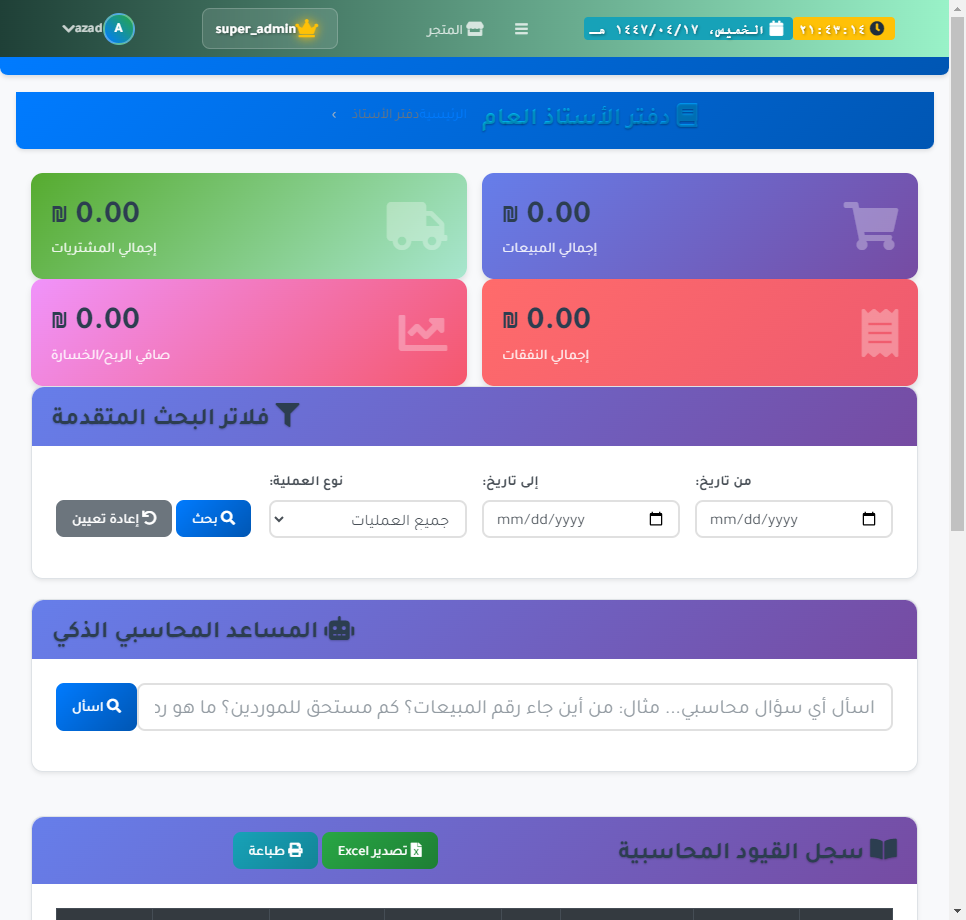 ٢١:٤٣:١٤
الخميس، ١٤٤٧/٠٤/١٧ هـ
المتجر
super_admin
A
azad
دفتر الأستاذ العام
الرئيسية
دفتر الأستاذ
›
0.00 ₪
إجمالي المبيعات
0.00 ₪
إجمالي المشتريات
0.00 ₪
إجمالي النفقات
0.00 ₪
صافي الربح/الخسارة
فلاتر البحث المتقدمة
من تاريخ:
إلى تاريخ:
نوع العملية:
mm/dd/yyyy
mm/dd/yyyy
جميع العمليات
بحث
إعادة تعيين
المساعد المحاسبي الذكي
اسأل أي سؤال محاسبي... مثال: من أين جاء رقم المبيعات؟ كم مستحق للموردين؟ ما هو رد
اسأل
سجل القيود المحاسبية
تصدير Excel
طباعة